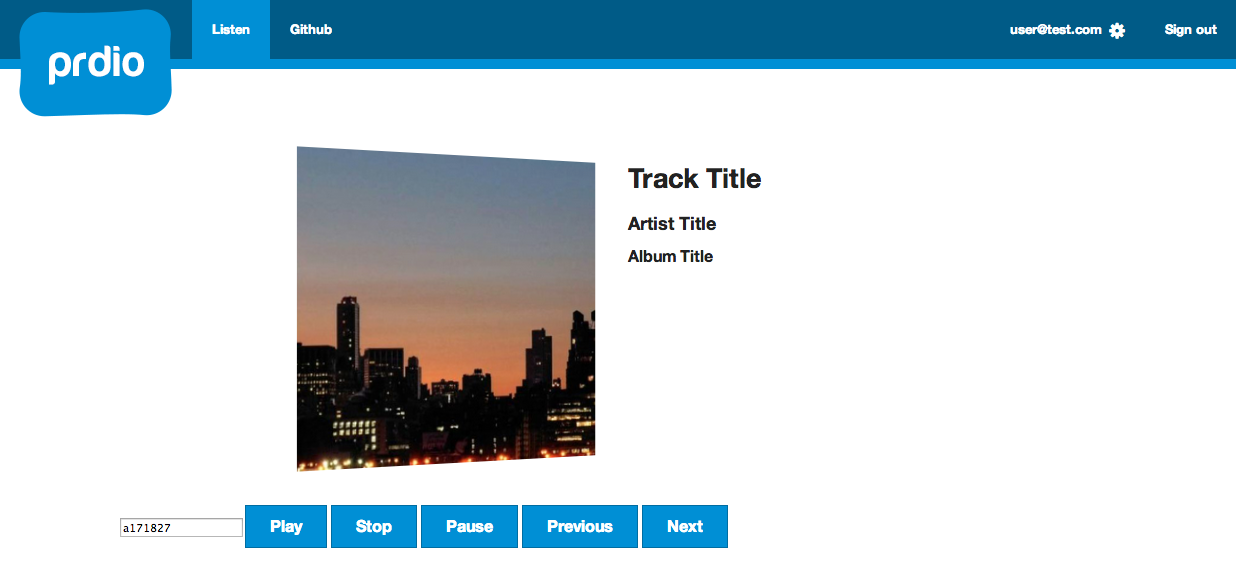 prdio
Listen
Github
user@test.com
Sign out
Track Title
Artist Title
Album Title
a171827
Play
Stop
Pause
Previous
Next